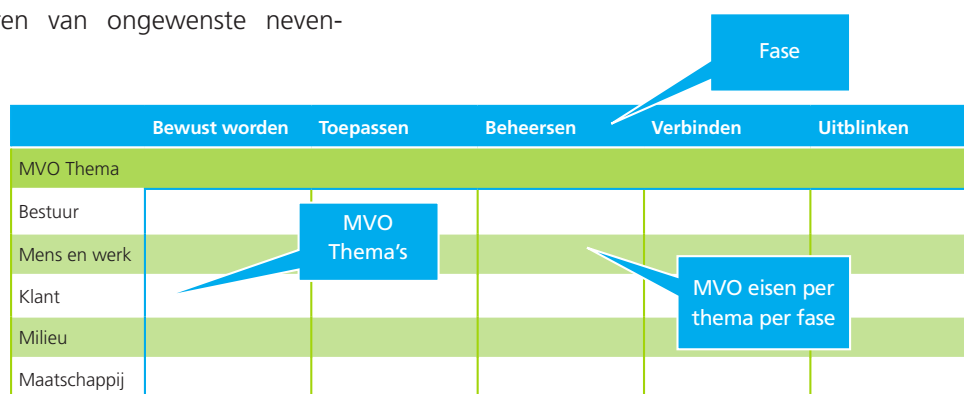 en van ongewenste neven-
Fase
Bewust worden Toepassen Beheersen Verbinden Uitblinken
MVO Thema
Bestuur
Mens en werk
Klant
Milieu
Maatschappij
MVO
Thema's
MVO eisen per
thema per fase